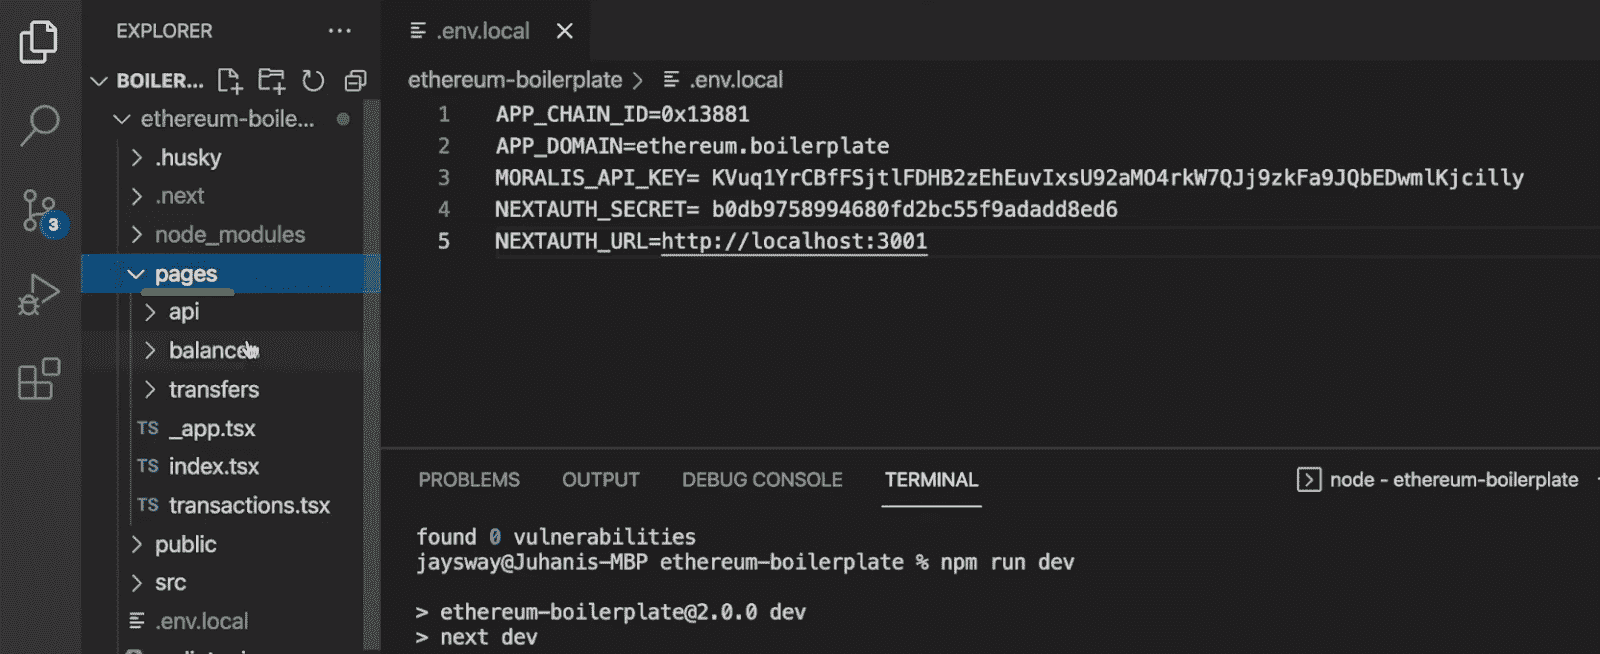 EXPLORER
.env.local
BOILER...
ethereum-boilerplate > .env.local
ethereum-boile...
.husky
.next
node_modules
pages
api
transfers
TS _app.tsx
TS index.tsx
TS transactions.tsx
public
src
.env.local
3
1 APP_CHAIN_ID=0x13881
2 APP_DOMAIN=ethereum.boilerplate
3 MORALIS_API_KEY= KVuq1YrCBfFSjtlFDHB2zEhEuvIxsU92aMO4rkW7QJj9zkFa9JQbEDwmlKjcilly
4 NEXTAUTH_SECRET= b0db9758994680fd2bc55f9adadd8ed6
5 NEXTAUTH_URL=http://localhost:3001
PROBLEMS OUTPUT DEBUG CONSOLE TERMINAL
node - ethereum-boilerplate
found 0 vulnerabilities
jaysway@Juhanis-MBP ethereum-boilerplate % npm run dev
> ethereum-boilerplate@2.0.0 dev
> next dev